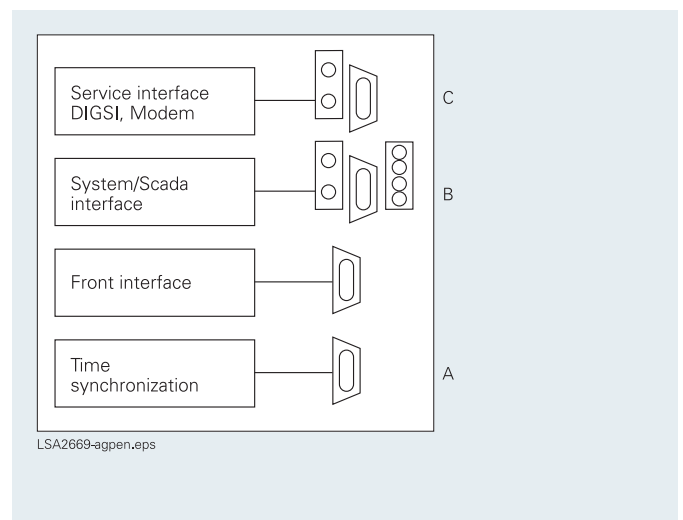 Service interface
DIGSI, Modem
C
System/Scada
interface
B
Front interface
Time
synchronization
A
LSA2669-agpen.eps